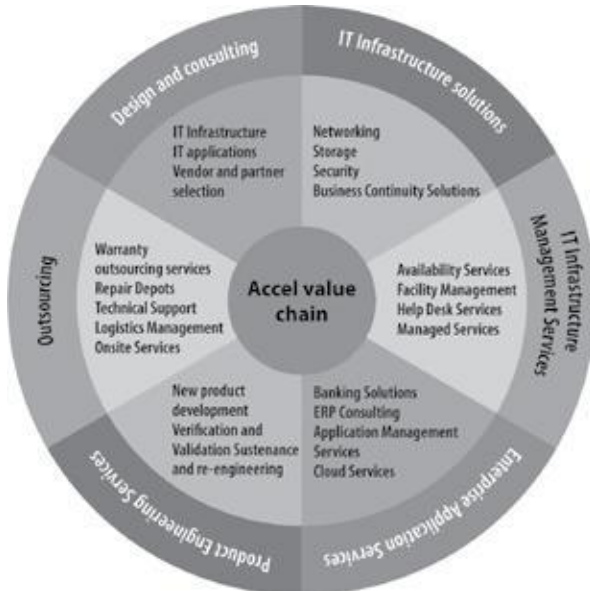 Design and consulting
IT Infrastructure
IT applications
Vendor and partner
selection
IT Infrastructure solutions
Networking
Storage
Security
Business Continuity Solutions
IT Infrastructure
Management Services
Availability Services
Facility Management
Help Desk Services
Managed Services
Enterprise Application Services
Banking Solutions
ERP Consulting
Application Management
Services
Cloud Services
Product Engineering Services
New product
development
Verification and
Validation Sustenance
and re-engineering
Outsourcing
Warranty
outsourcing services
Repair Depots
Technical Support
Logistics Management
Onsite Services
Accel value
chain